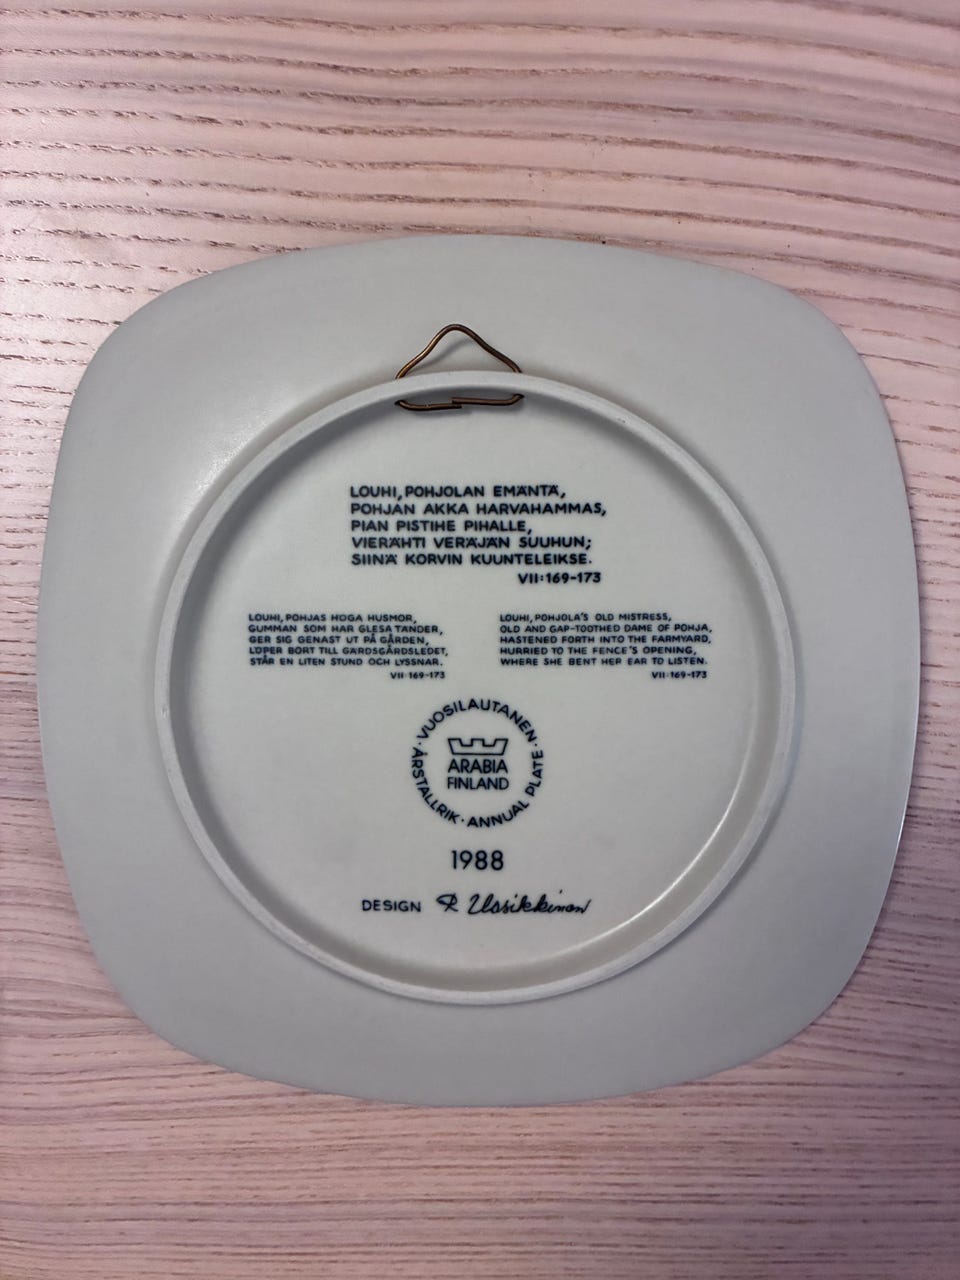 LOUHI, POHJOLAN EMÄNTÄ,
POHJAN AKKA HARVAHAMMAS,
PIAN PISTIHE PIHALLE,
VIERÄHTI VERÄJÄN SUUHUN;
SIINÄ KORVIN KUUNTELEIKSE.
VII:169-173
LOUHI, POHJAS HÖGA HUSMOR,
GUMMAN SOM HAR GLESA TÄNDER,
GER SIG GENAST UT PÅ GÅRDEN,
LÖPER BORT TILL GÄRDSGÅRDSLEDET,
STÅR EN LITEN STUND OCH LYSSNAR.
VII:169-173
LOUHI, POHJOLA'S OLD MISTRESS,
OLD AND GAP-TOOTHED DAME OF POHJA,
HASTENED FORTH INTO THE FARMYARD,
HURRIED TO THE FENCE'S OPENING,
WHERE SHE BENT HER EAR TO LISTEN.
VII:169-173
· VUOSILAUTANEN · ANNUAL PLATE · ÅRSTALLRIK
ARABIA
FINLAND
1988
DESIGN R Uosikkinen